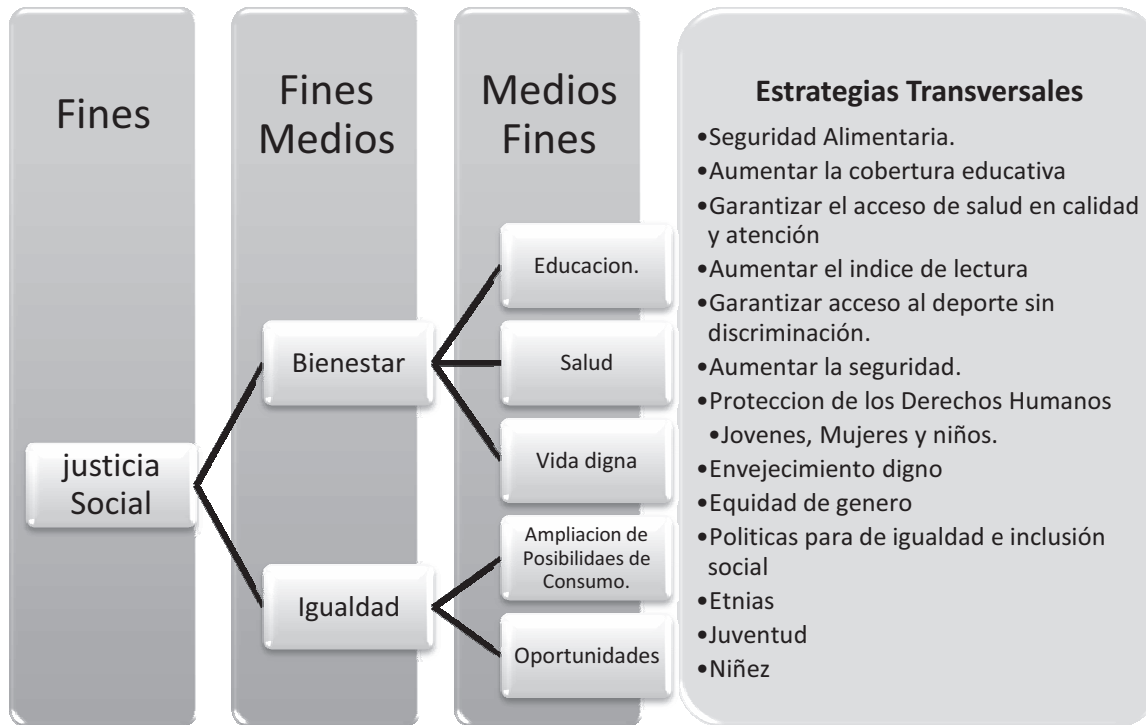 Fines
Fines
Medios
Medios
Fines
justicia
Social
Bienestar
Igualdad
Educacion.
Salud
Vida digna
Ampliacion de
Posibilidaes de
Consumo.
Oportunidades
Estrategias Transversales
•Seguridad Alimentaria.
•Aumentar la cobertura educativa
•Garantizar el acceso de salud en calidad
y atención
•Aumentar el indice de lectura
•Garantizar acceso al deporte sin
discriminación.
•Aumentar la seguridad.
•Proteccion de los Derechos Humanos
•Jovenes, Mujeres y niños.
•Envejecimiento digno
•Equidad de genero
•Politicas para de igualdad e inclusión
social
•Etnias
•Juventud
•Niñez